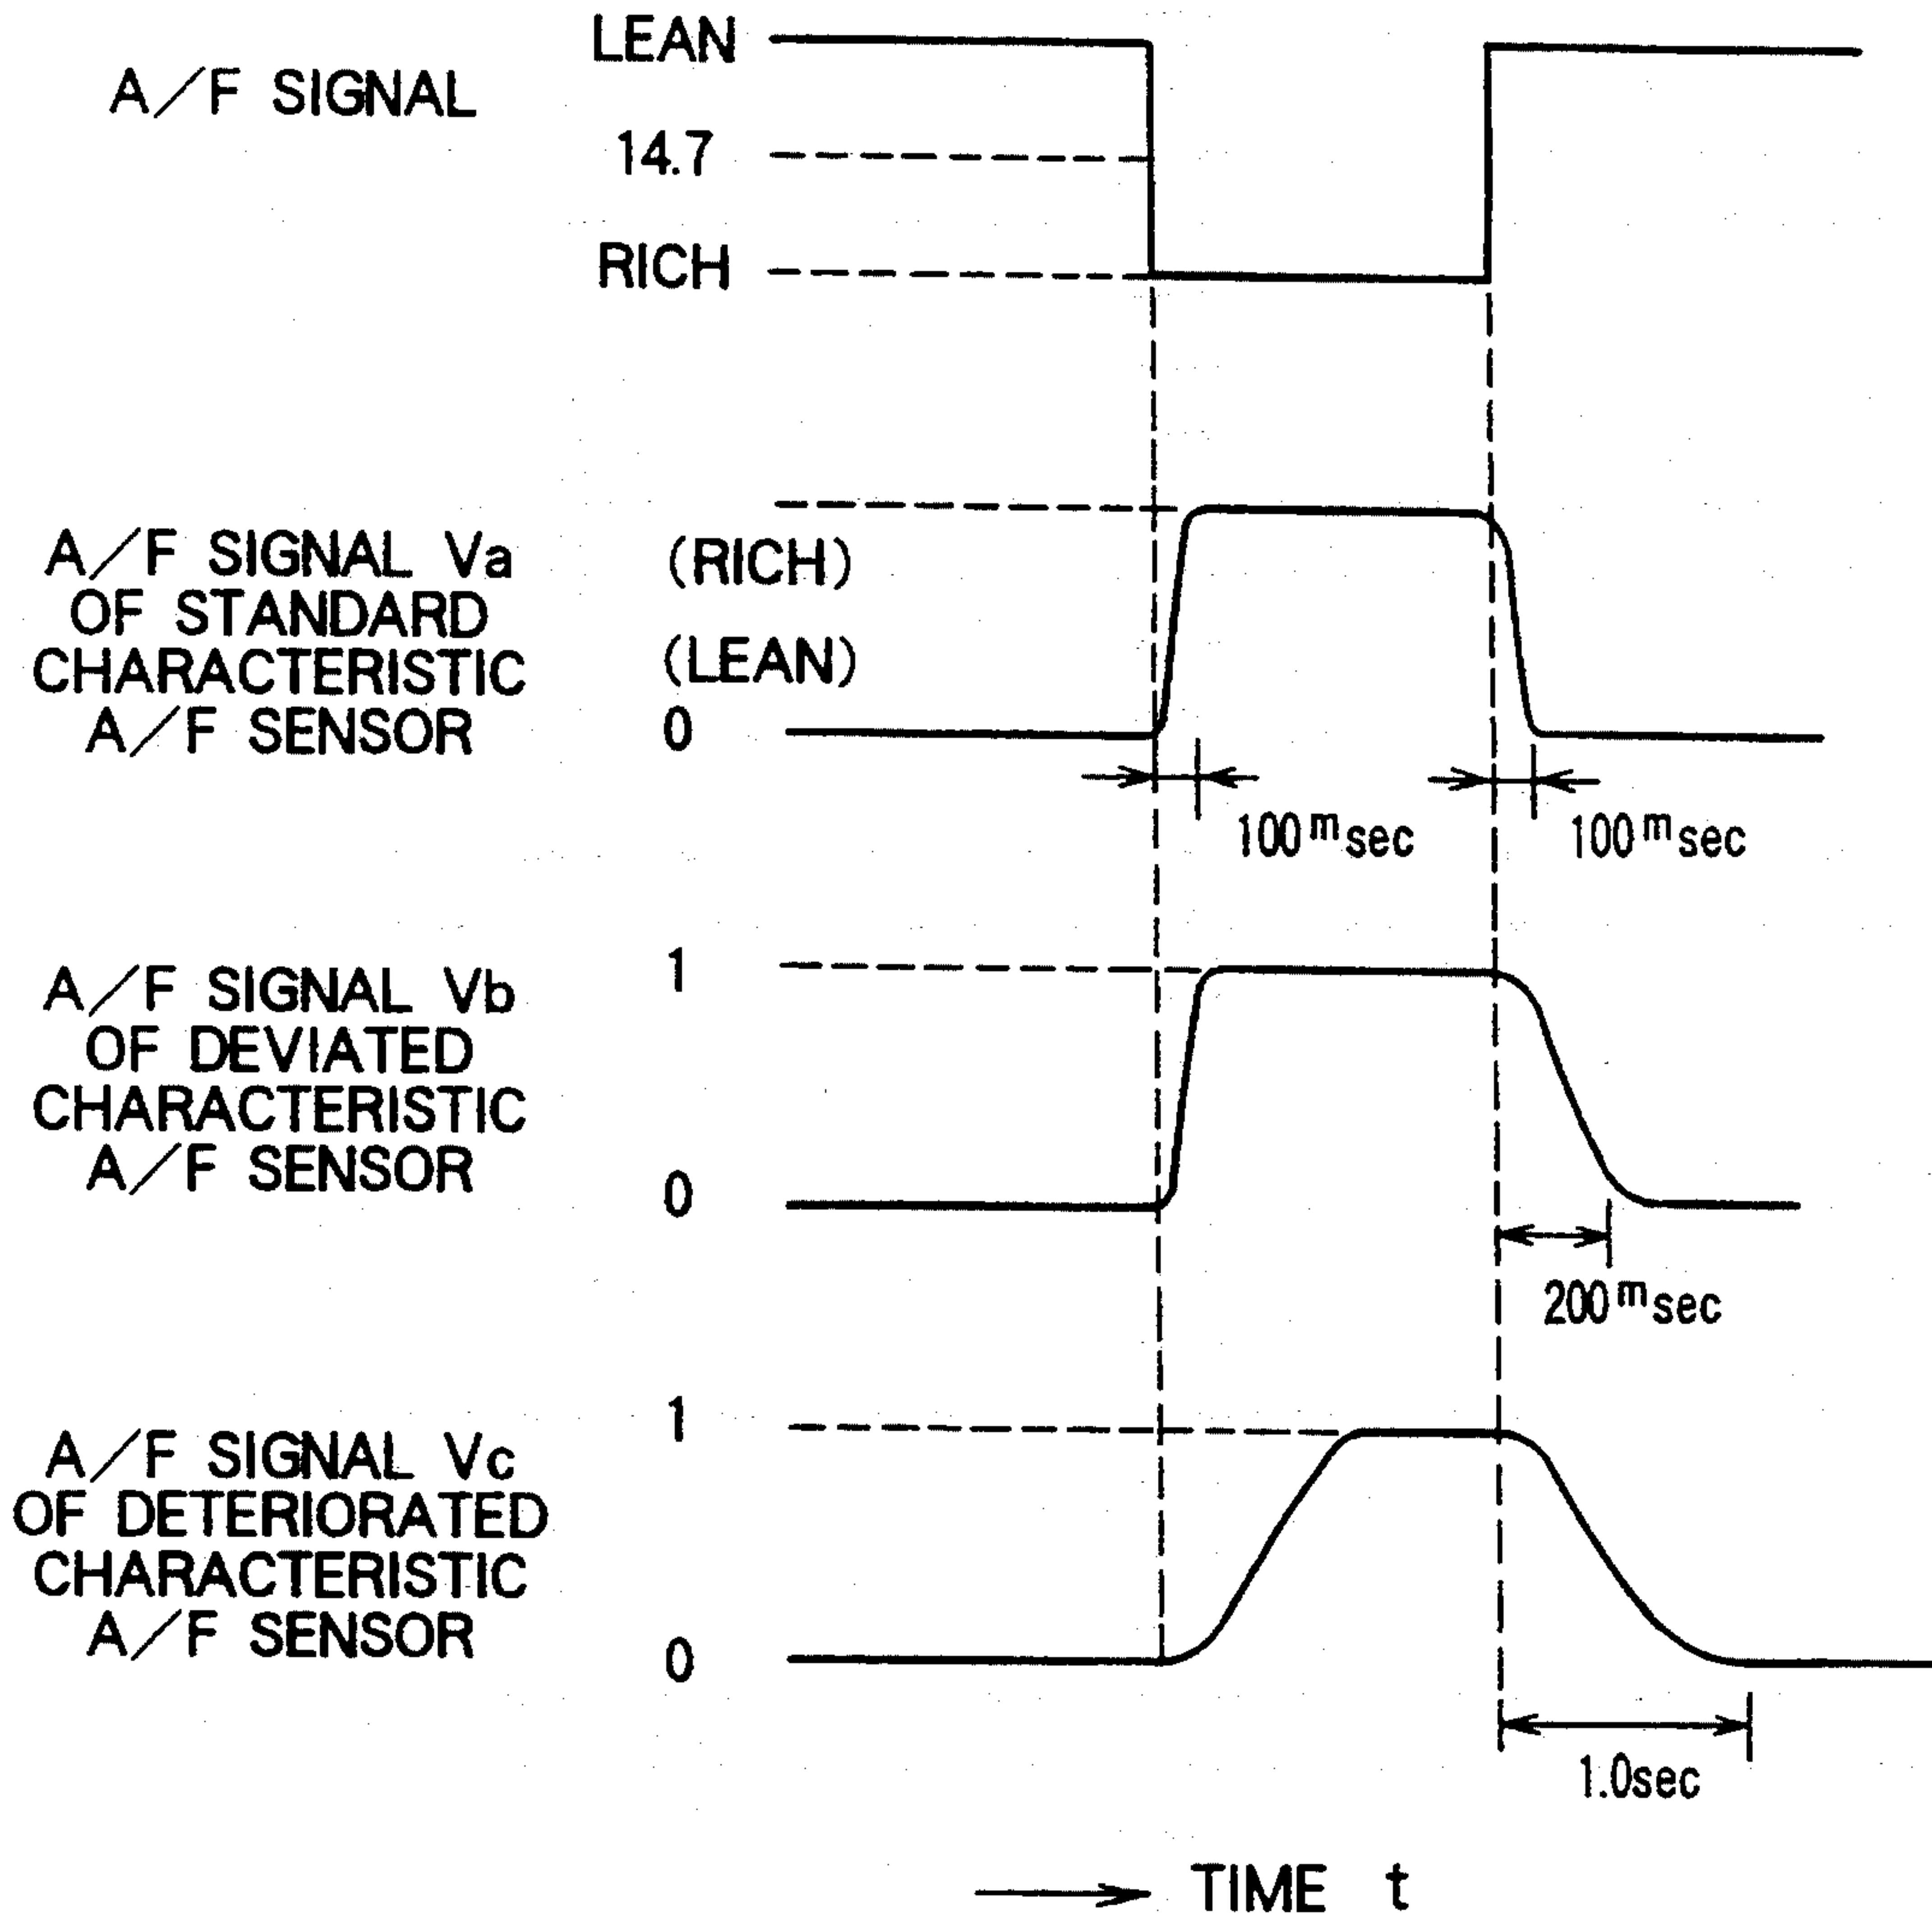 LEAN
A/F SIGNAL
14.7
RICH
A/F SIGNAL Va
OF STANDARD
CHARACTERISTIC
A/F SENSOR
(RICH)
(LEAN)
0
100msec
100msec
1
A/F SIGNAL Vb
OF DEVIATED
CHARACTERISTIC
A/F SENSOR
0
200msec
1
A/F SIGNAL Vc
OF DETERIORATED
CHARACTERISTIC
A/F SENSOR
0
1.0sec
TIME t